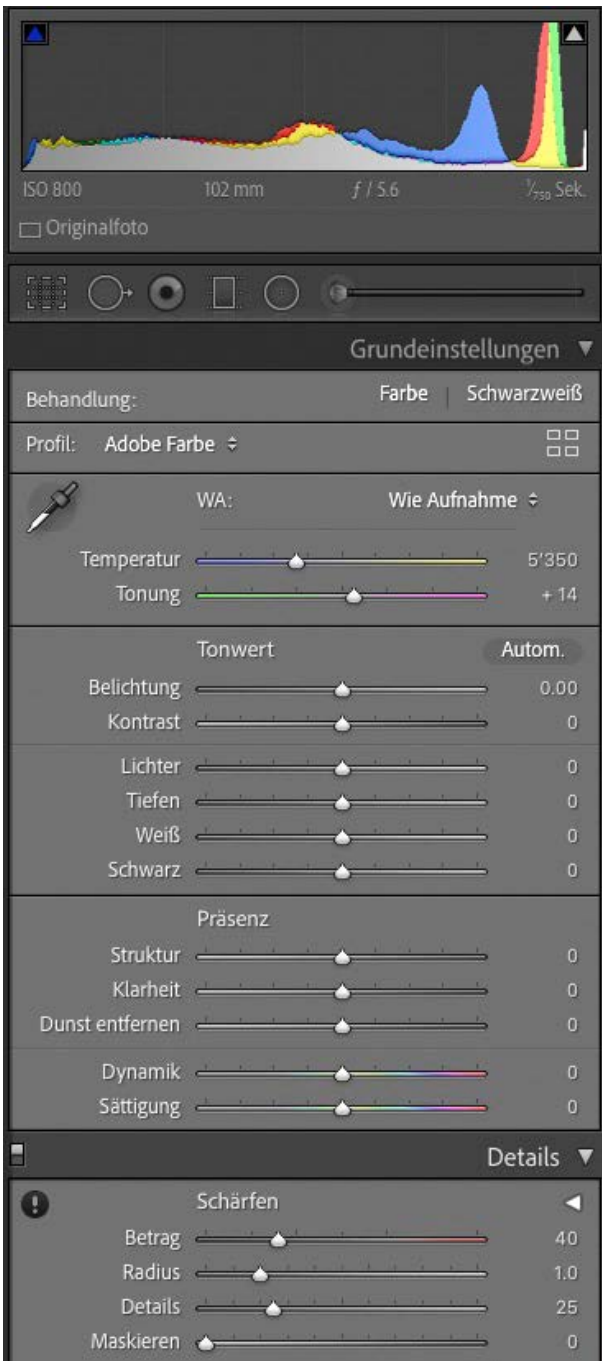 ISO 800 102 mm ƒ / 5.6 1/750 Sek.
Originalfoto
Grundeinstellungen
Behandlung: Farbe | Schwarzweiß
Profil: Adobe Farbe
WA: Wie Aufnahme
Temperatur 5'350
Tonung + 14
Tonwert Autom.
Belichtung 0.00
Kontrast 0
Lichter 0
Tiefen 0
Weiß 0
Schwarz 0
Präsenz
Struktur 0
Klarheit 0
Dunst entfernen 0
Dynamik 0
Sättigung 0
Details
Schärfen
Betrag 40
Radius 1.0
Details 25
Maskieren 0